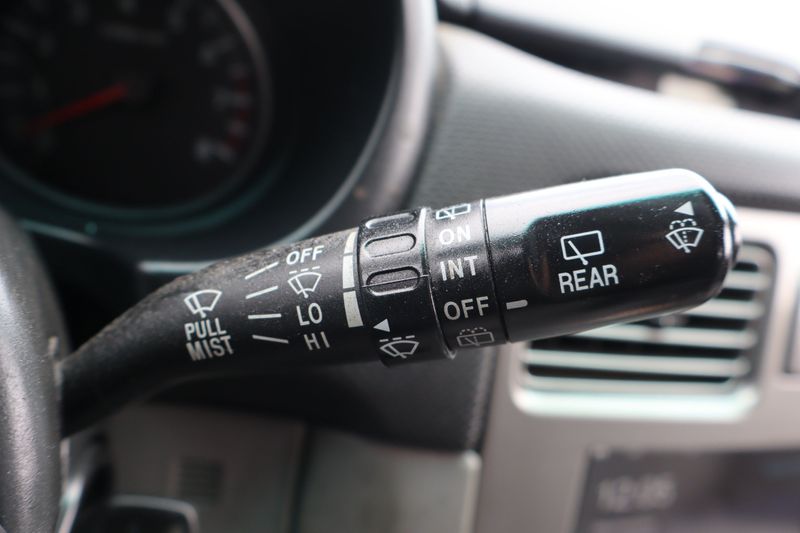 PULL
MIST
OFF
LO
HI
ON
INT
OFF
REAR